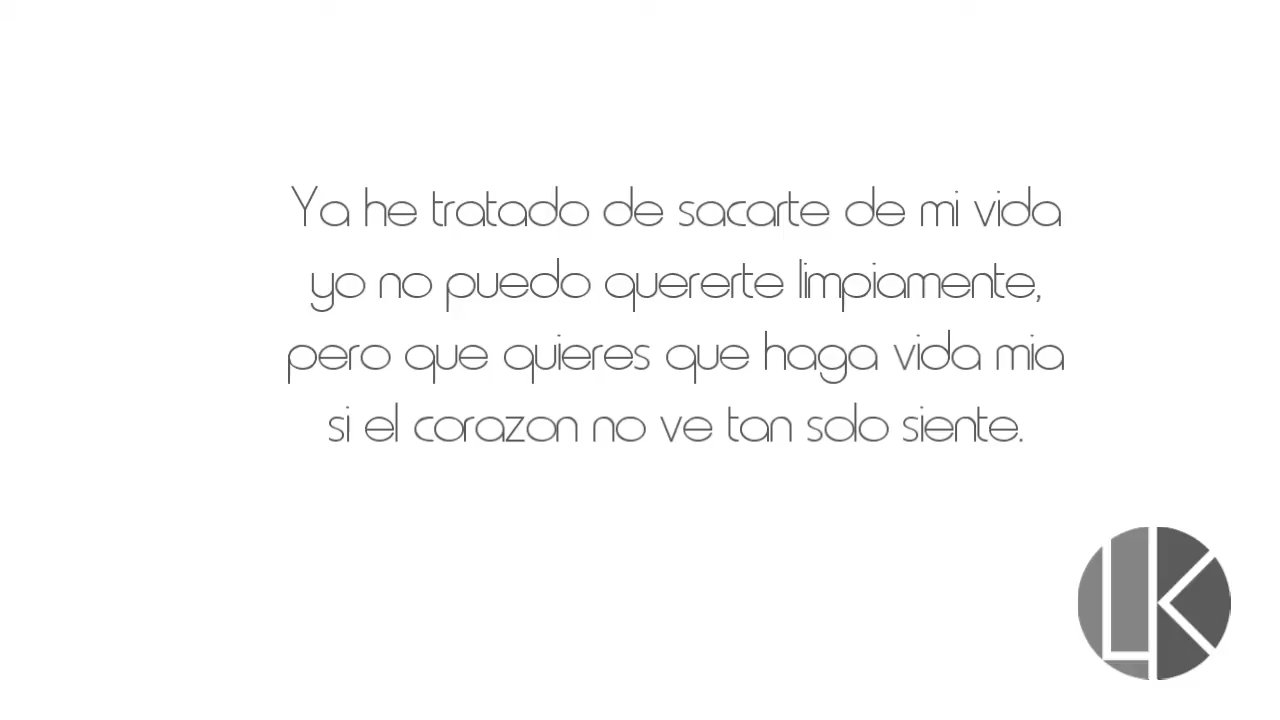 Ya he tratado de sacarte de mi vida
yo no puedo quererte limpiamente,
pero que quieres que haga vida mia
si el corazon no ve tan solo siente.
LK